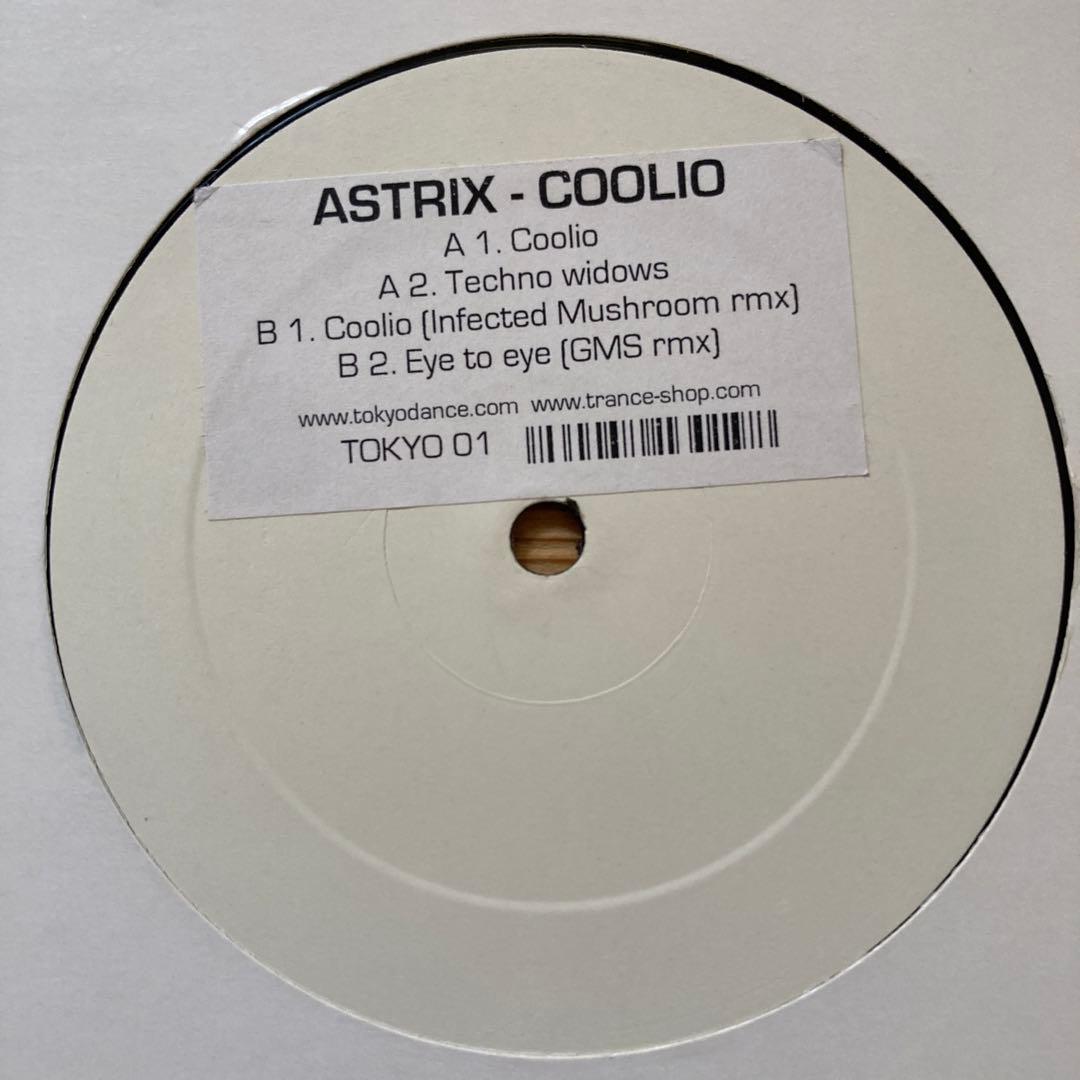 ASTRIX - COOLIO
A 1. Coolio
A 2. Techno widows
B 1. Coolio (Infected Mushroom rmx)
B 2. Eye to eye (GMS rmx)
www.tokyodance.com www.trance-shop.com
TOKYO 01